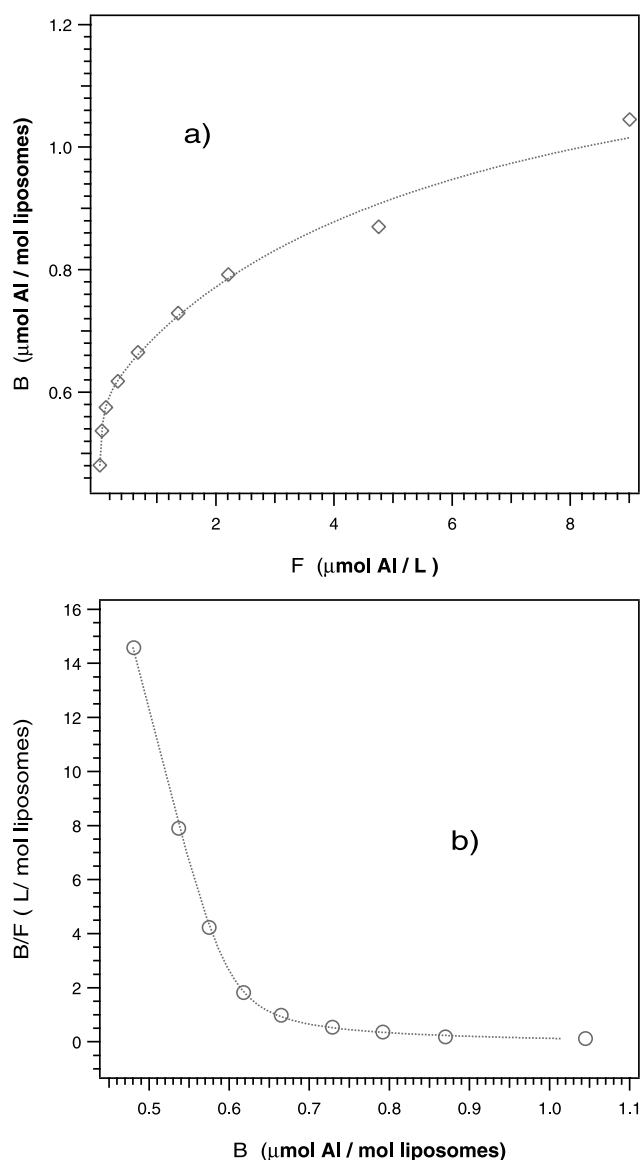 1.2
1.0
0.8
0.6
B (μmol Al / mol liposomes)
a)
2 4 6 8
F (μmol Al / L )
16
14
12
10
8
6
4
2
0
B/F ( L/ mol liposomes)
b)
0.5 0.6 0.7 0.8 0.9 1.0 1.1
B (μmol Al / mol liposomes)